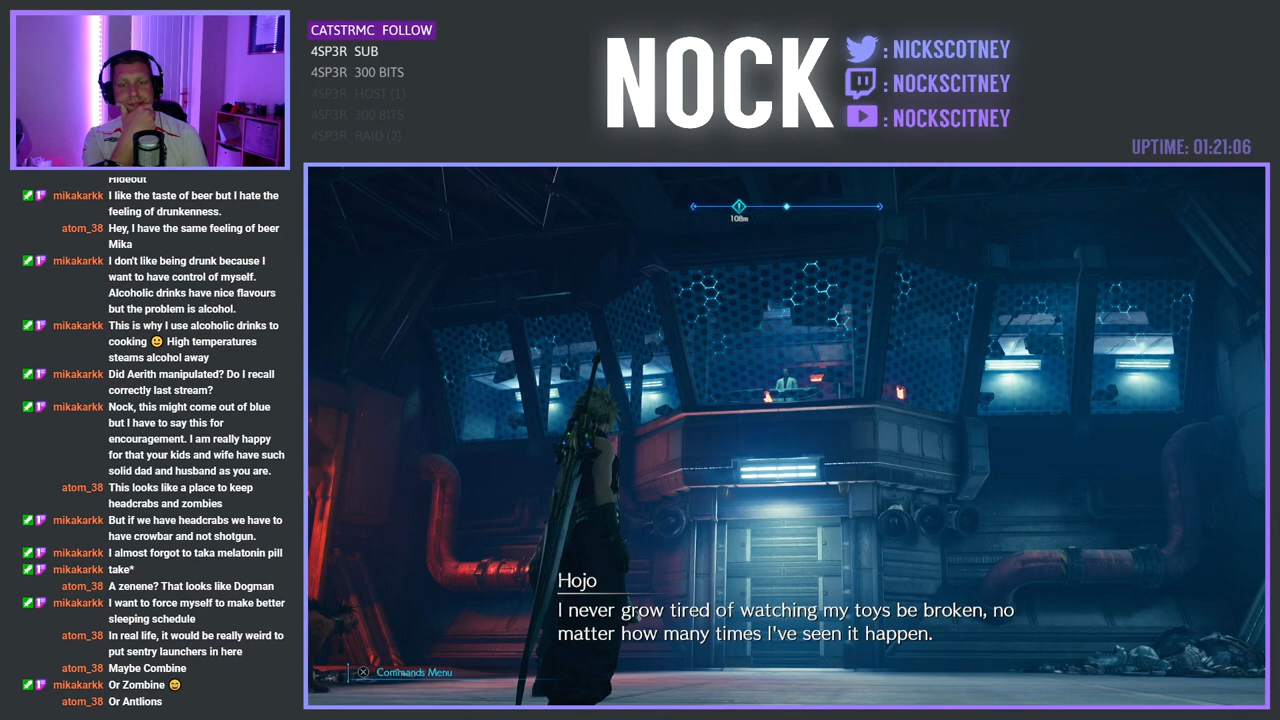 CATSTRMC FOLLOW
4SP3R SUB
4SP3R 300 BITS
4SP3R HOST (1)
4SP3R 300 BITS
4SP3R RAID (2)
NOCK
: NICKSCOTNEY
: NOCKSCITNEY
: NOCKSCITNEY
UPTIME: 01:21:06
Hideout
mikakarkk I like the taste of beer but I hate the
feeling of drunkenness.
atom_38 Hey, I have the same feeling of beer
Mika
mikakarkk I don't like being drunk because I
want to have control of myself.
Alcoholic drinks have nice flavours
but the problem is alcohol.
mikakarkk This is why I use alcoholic drinks to
cooking 😃 High temperatures
steams alcohol away
mikakarkk Did Aerith manipulated? Do I recall
correctly last stream?
mikakarkk Nock, this might come out of blue
but I have to say this for
encouragement. I am really happy
for that your kids and wife have such
solid dad and husband as you are.
atom_38 This looks like a place to keep
headcrabs and zombies
mikakarkk But if we have headcrabs we have to
have crowbar and not shotgun.
mikakarkk I almost forgot to taka melatonin pill
mikakarkk take*
atom_38 A zenene? That looks like Dogman
mikakarkk I want to force myself to make better
sleeping schedule
atom_38 In real life, it would be really weird to
put sentry launchers in here
atom_38 Maybe Combine
mikakarkk Or Zombine 😄
atom_38 Or Antlions
108m
Hojo
I never grow tired of watching my toys be broken, no
matter how many times I've seen it happen.
Commands Menu